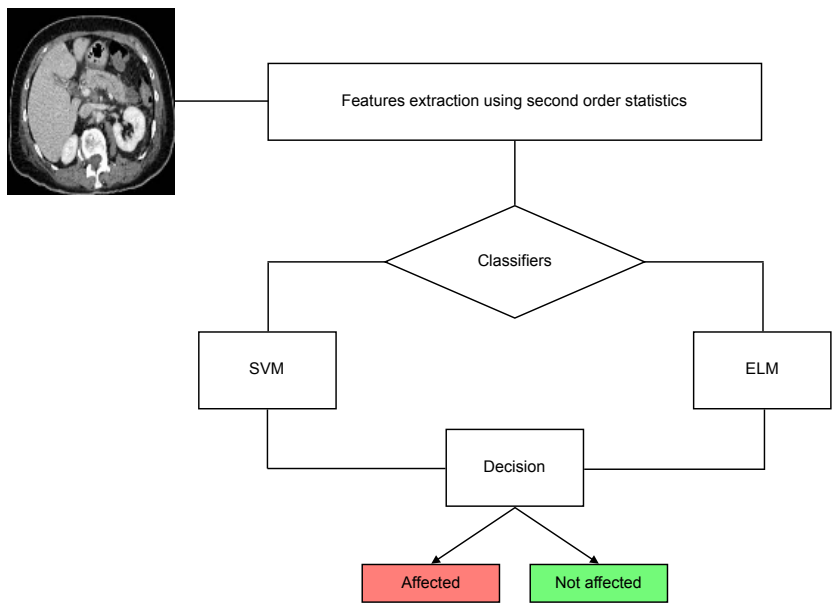 Features extraction using second order statistics
Classifiers
SVM
ELM
Decision
Affected
Not affected